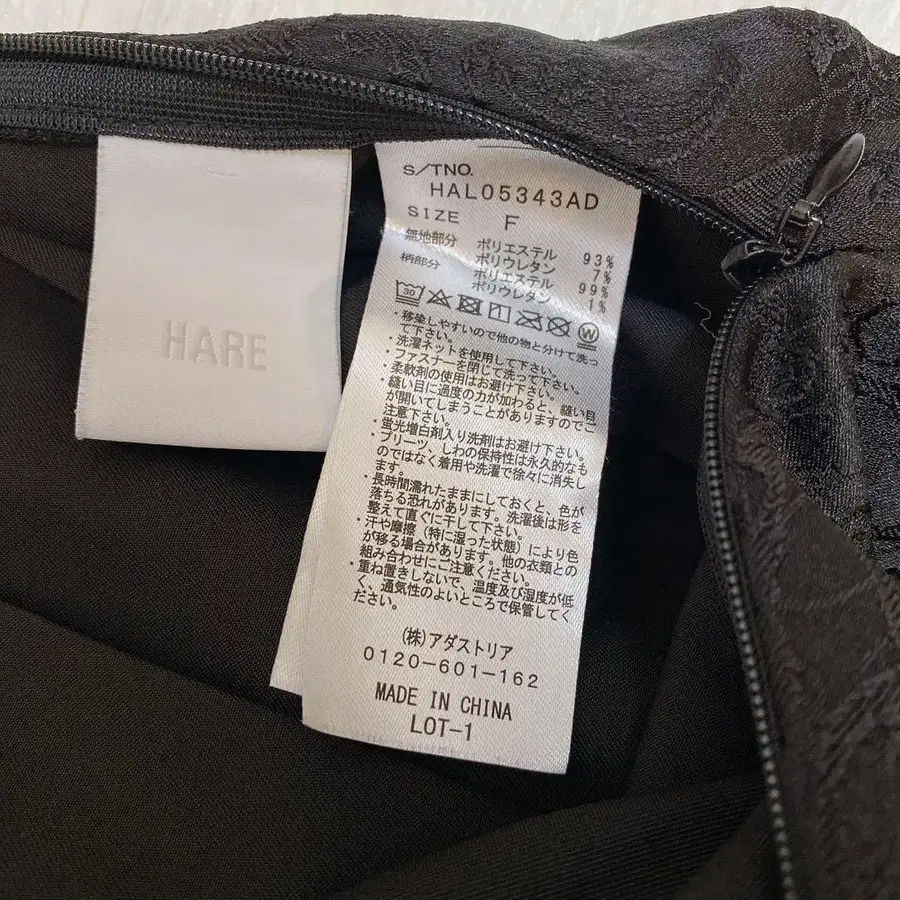 HARE
S/TNO.
HAL05343AD
SIZE F
無地部分 ポリエステル 93%
ポリウレタン 7%
柄部分 ポリエステル 99%
ポリウレタン 1%
30 W
・移染しやすいので他の物と分けて洗っ
て下さい。
・洗濯ネットを使用して下さい。
・ファスナーを閉じて洗って下さい。
・柔軟剤の使用はお避け下さい。
・縫い目に過度の力が加わると、縫い目
が開いてしまうことがありますのでご
注意下さい。
・蛍光増白剤入り洗剤はお避け下さい。
・プリーツ、しわの保持性は永久的なも
のではなく着用や洗濯で徐々に消失し
ます。
・長時間濡れたままにしておくと、色が
落ちる恐れがあります。洗濯後は形を
整えて直ぐに干して下さい。
・汗や摩擦（特に湿った状態）により色
が移る場合があります。他の衣類との
組み合わせにご注意ください。
・重ね置きしないで、温度及び湿度が低
く、通気性のよいところで保管してく
ださい。
（株）アダストリア
0120-601-162
MADE IN CHINA
LOT-1